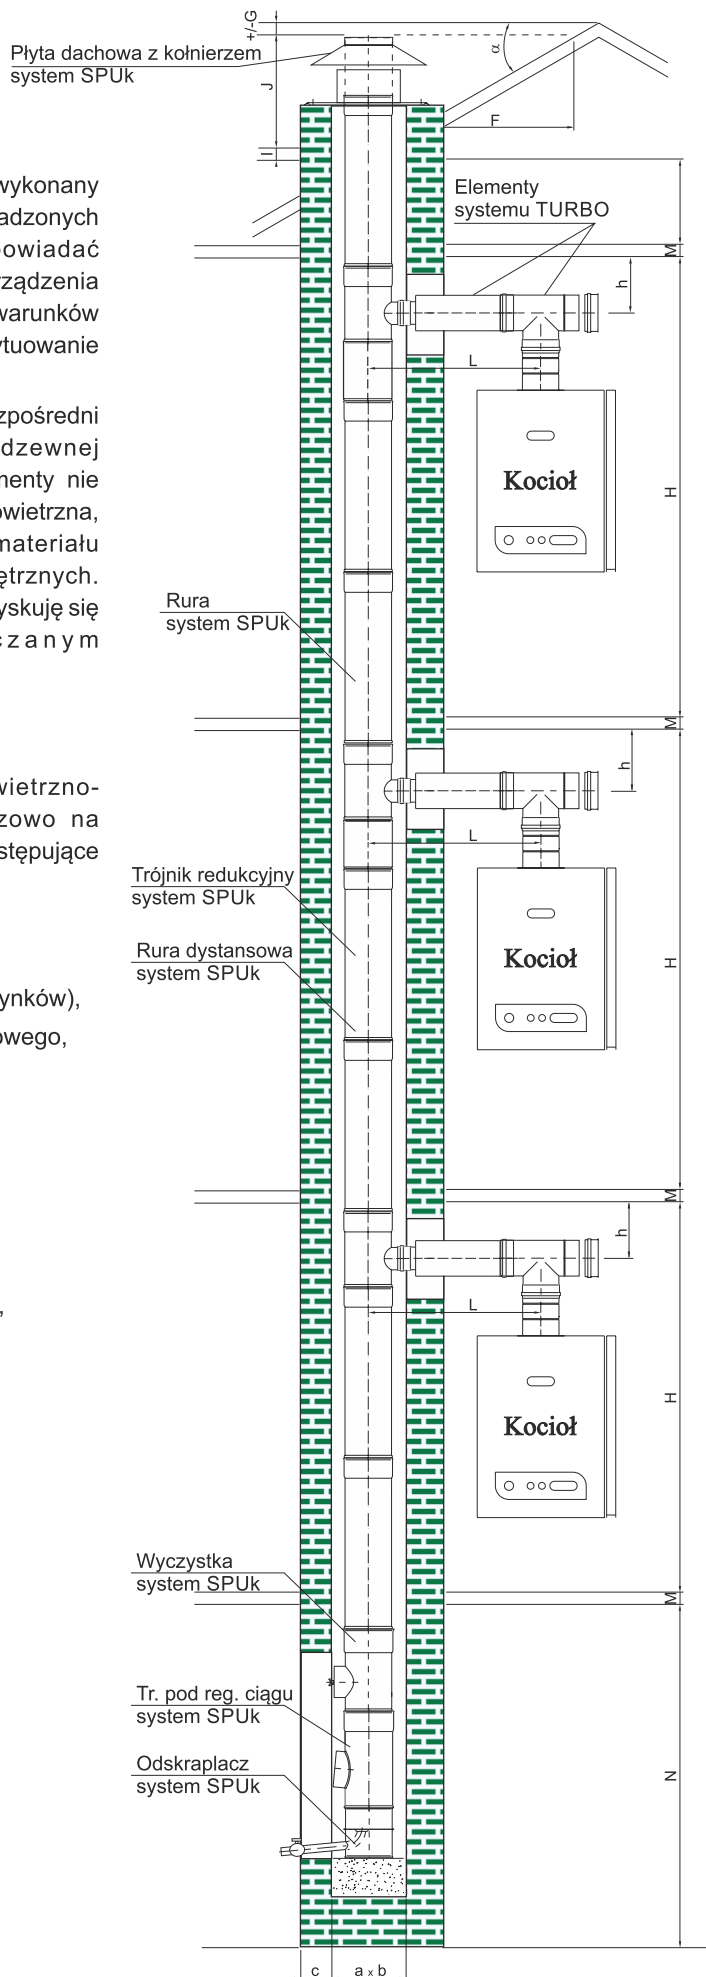 +/-G
Płyta dachowa z kołnierzem
system SPUk
α
J
F
I
wykonany
adzonych
powiadać
rządzenia
warunków
ytuowanie
Elementy
systemu TURBO
M
h
L
Kocioł
H
zpośredni
dzewnej
menty nie
owietrzna,
materiału
ętrznych.
yskuję się
czanym
Rura
system SPUk
M
h
wietrzno-
zowo na
stępujące
L
Trójnik redukcyjny
system SPUk
Rura dystansowa
system SPUk
Kocioł
H
ynków),
owego,
M
h
,
L
Kocioł
H
Wyczystka
system SPUk
M
Tr. pod reg. ciągu
system SPUk
Odskraplacz
system SPUk
N
c
a x b